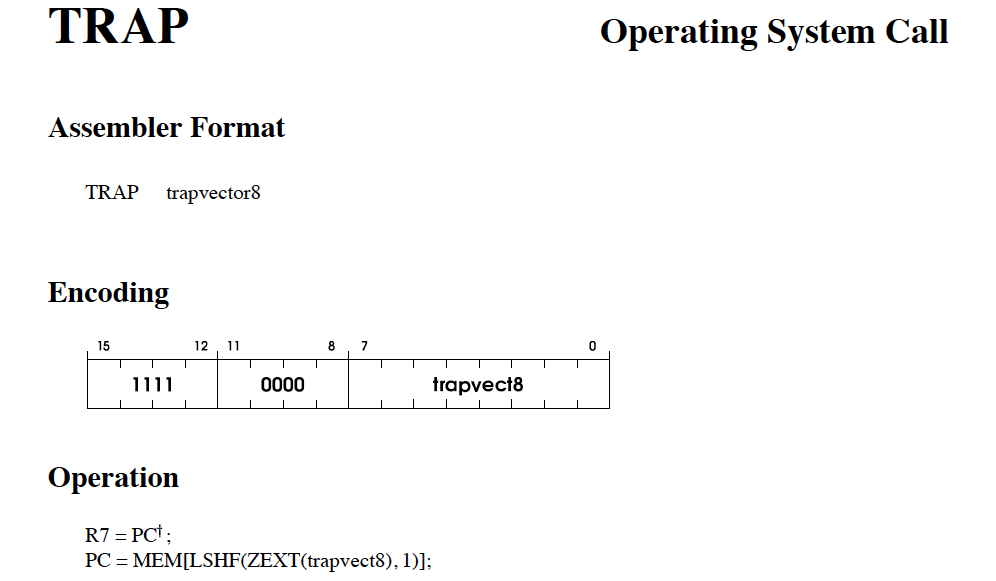 TRAP Operating System Call
Assembler Format
TRAP trapvector8
Encoding
15 12 11 8 7 0
1111 0000 trapvect8
Operation
R7 = PC†;
PC = MEM[LSHF(ZEXT(trapvect8), 1)];